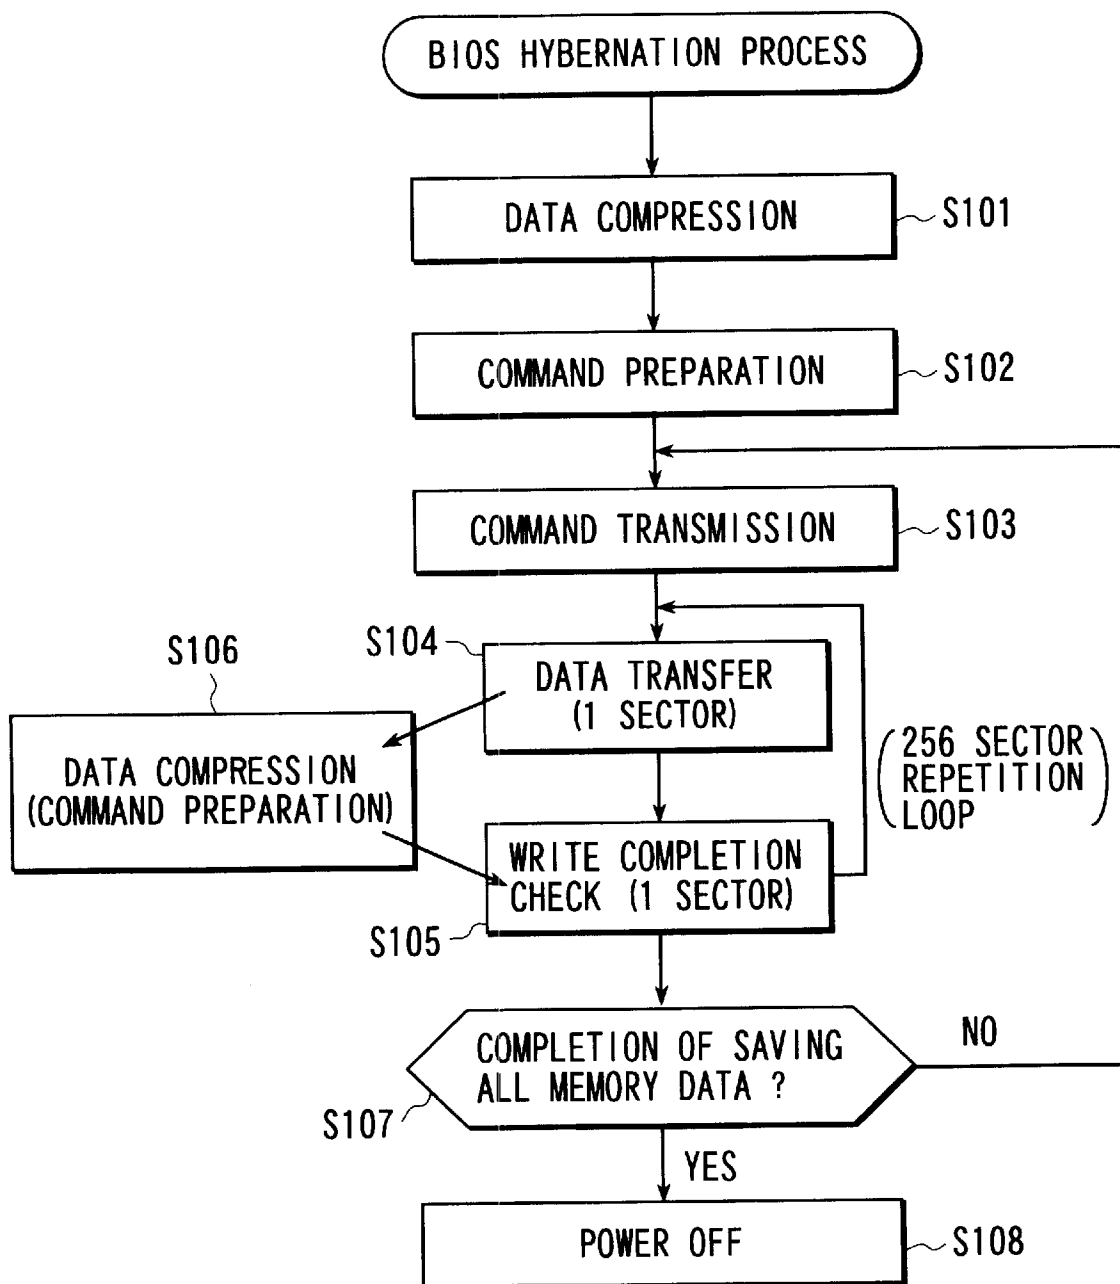 BIOS HYBERNATION PROCESS
DATA COMPRESSION
S101
COMMAND PREPARATION
S102
COMMAND TRANSMISSION
S103
S104
DATA TRANSFER
(1 SECTOR)
S106
DATA COMPRESSION
(COMMAND PREPARATION)
256 SECTOR
REPETITION
LOOP
WRITE COMPLETION
CHECK (1 SECTOR)
S105
COMPLETION OF SAVING
ALL MEMORY DATA ?
NO
S107
YES
POWER OFF
S108